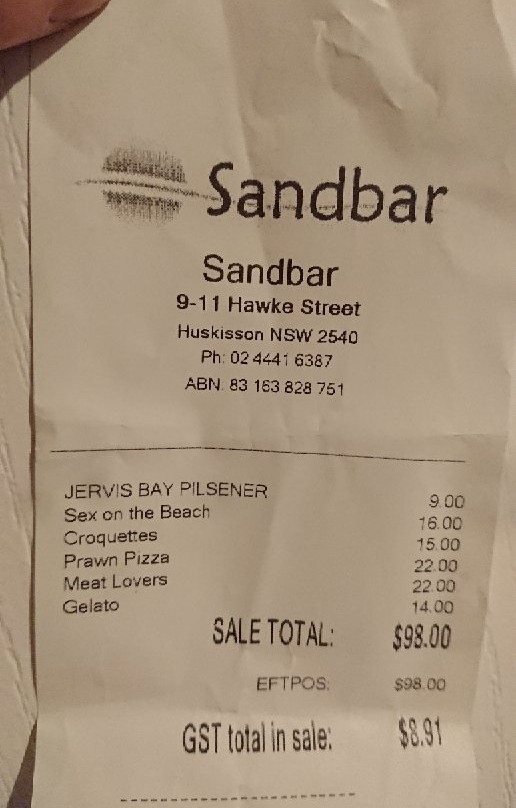 Sandbar
Sandbar
9-11 Hawke Street
Huskisson NSW 2540
Ph: 02 4441 6387
ABN. 83 163 828 751
JERVIS BAY PILSENER 9.00
Sex on the Beach 16.00
Croquettes 15.00
Prawn Pizza 22.00
Meat Lovers 22.00
Gelato 14.00
SALE TOTAL: $98.00
EFTPOS: $98.00
GST total in sale: $8.91